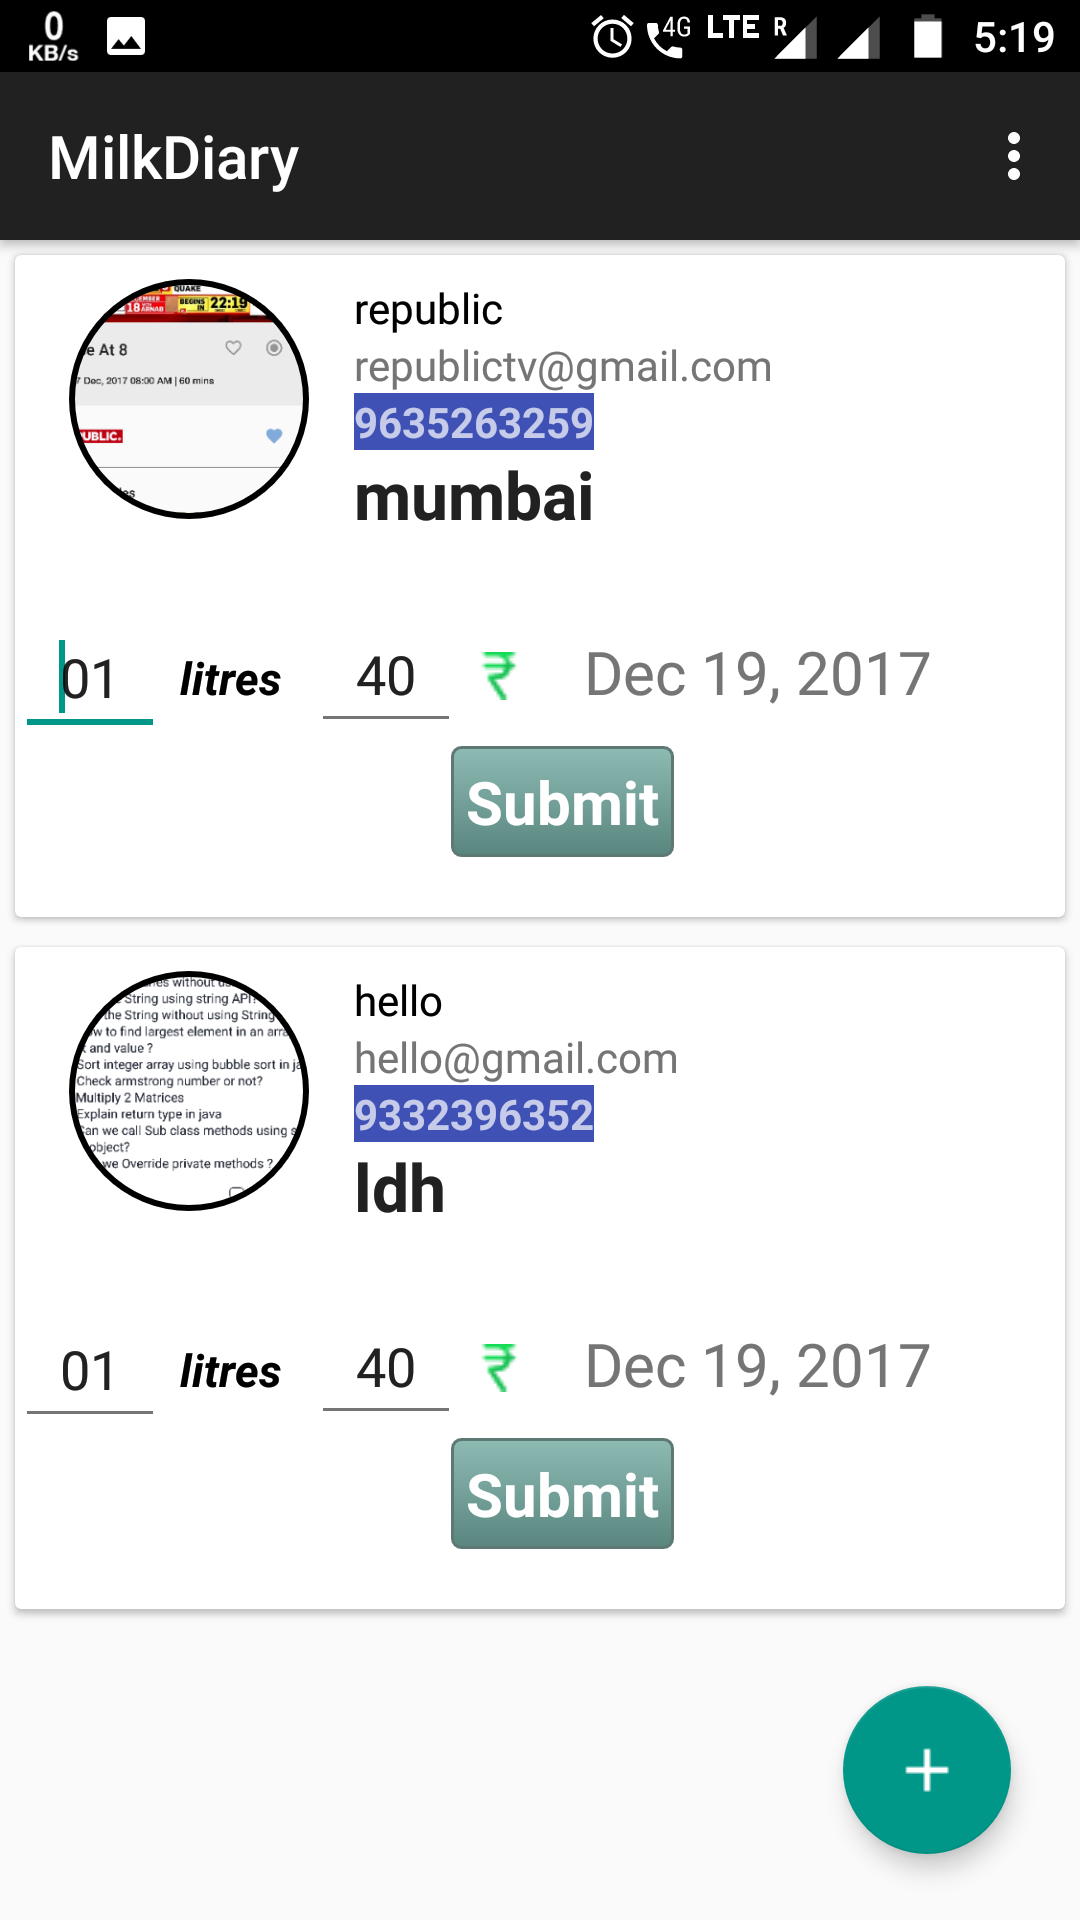 0
KB/s
4G
LTE
R
5:19
MilkDiary
QUAKE
18
ARNAB
BEGINS
IN
22:19
e At 8
Dec, 2017 08:00 AM | 60 mins
UBLIC.
republic
republictv@gmail.com
9635263259
mumbai
01 litres 40 ₹ Dec 19, 2017
Submit
without
String using string API?
the String without using String
w to find largest element in an arra
and value ?
Sort integer array using bubble sort in ja
Check armstrong number or not?
Multiply 2 Matrices
Explain return type in java
Can we call Sub class methods using s
object?
we Override private methods ?
hello
hello@gmail.com
9332396352
ldh
01 litres 40 ₹ Dec 19, 2017
Submit
+